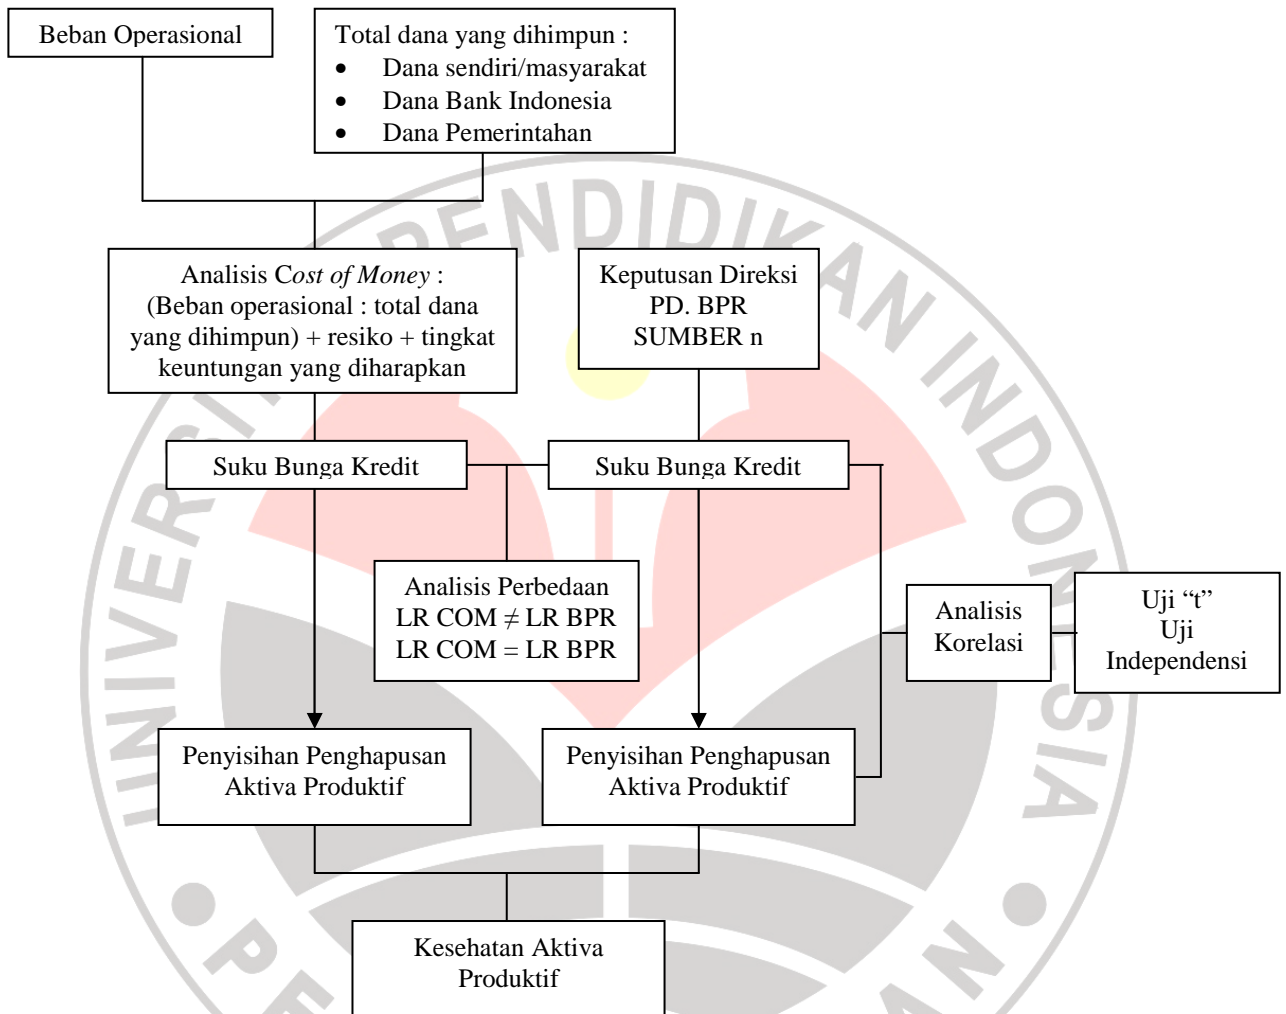 Beban Operasional
Total dana yang dihimpun :
• Dana sendiri/masyarakat
• Dana Bank Indonesia
• Dana Pemerintahan
Analisis Cost of Money :
(Beban operasional : total dana
yang dihimpun) + resiko + tingkat
keuntungan yang diharapkan
Keputusan Direksi
PD. BPR
SUMBER n
Suku Bunga Kredit
Suku Bunga Kredit
Analisis Perbedaan
LR COM ≠ LR BPR
LR COM = LR BPR
Analisis
Korelasi
Uji “t”
Uji
Independensi
Penyisihan Penghapusan
Aktiva Produktif
Penyisihan Penghapusan
Aktiva Produktif
Kesehatan Aktiva
Produktif
PENDIDIKAN INDONESIA